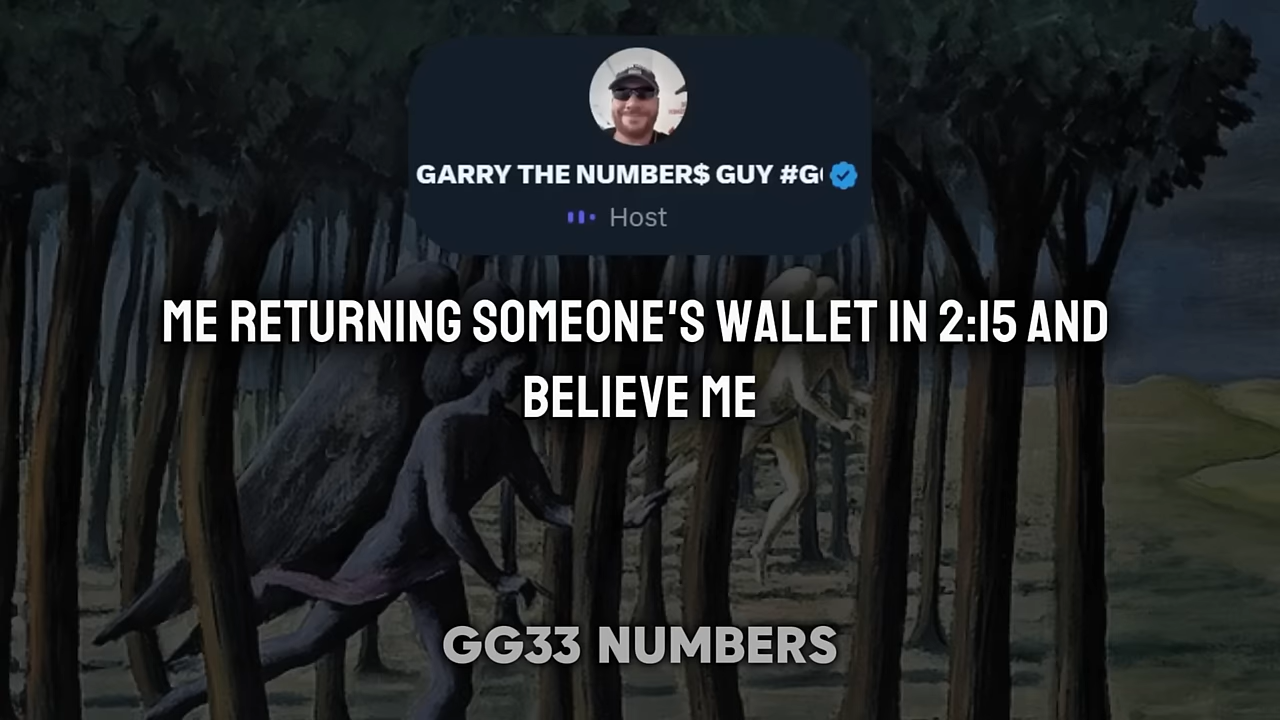 GARRY THE NUMBER$ GUY #G
Host
ME RETURNING SOMEONE'S WALLET IN 2:15 AND
BELIEVE ME
GG33 NUMBERS